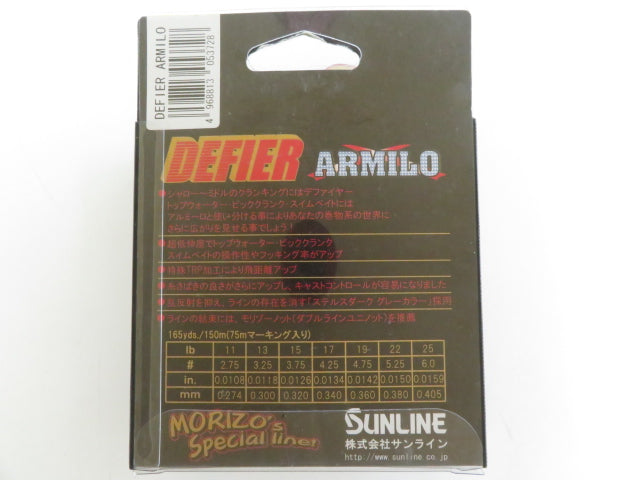 DEFIER ARMILO
4 968813 053728
DEFIER ARMILO
●シャロー～ミドルのクランキングにはデファイヤー
トップウォーター・ビッククランク・スイムベイトには
アルミーロと使い分ける事によりあなたの巻物系の世界に
さらに広がりを見せる事でしょう!
●超低伸度でトップウォーター・ビッククランク
スイムベイトの操作性やフッキング率がアップ
●特殊TRP加工により飛距離アップ
●糸さばきの良さがさらにアップし、キャストコントロールが容易になりました
●乱反射を抑え、ラインの存在を消す「ステルスダーク グレーカラー」採用
●ラインの結束には、モリゾーノット(ダブルラインユニノット)を推薦
165yds./150m(75mマーキング入り)
lb 11 13 15 17 19 22 25
# 2.75 3.25 3.75 4.25 4.75 5.25 6.0
in. 0.0108 0.0118 0.0126 0.0134 0.0142 0.0150 0.0159
mm 0.274 0.300 0.320 0.340 0.360 0.380 0.405
MORIZO's
Special line!
SUNLINE
株式会社サンライン
http://www.sunline.co.jp